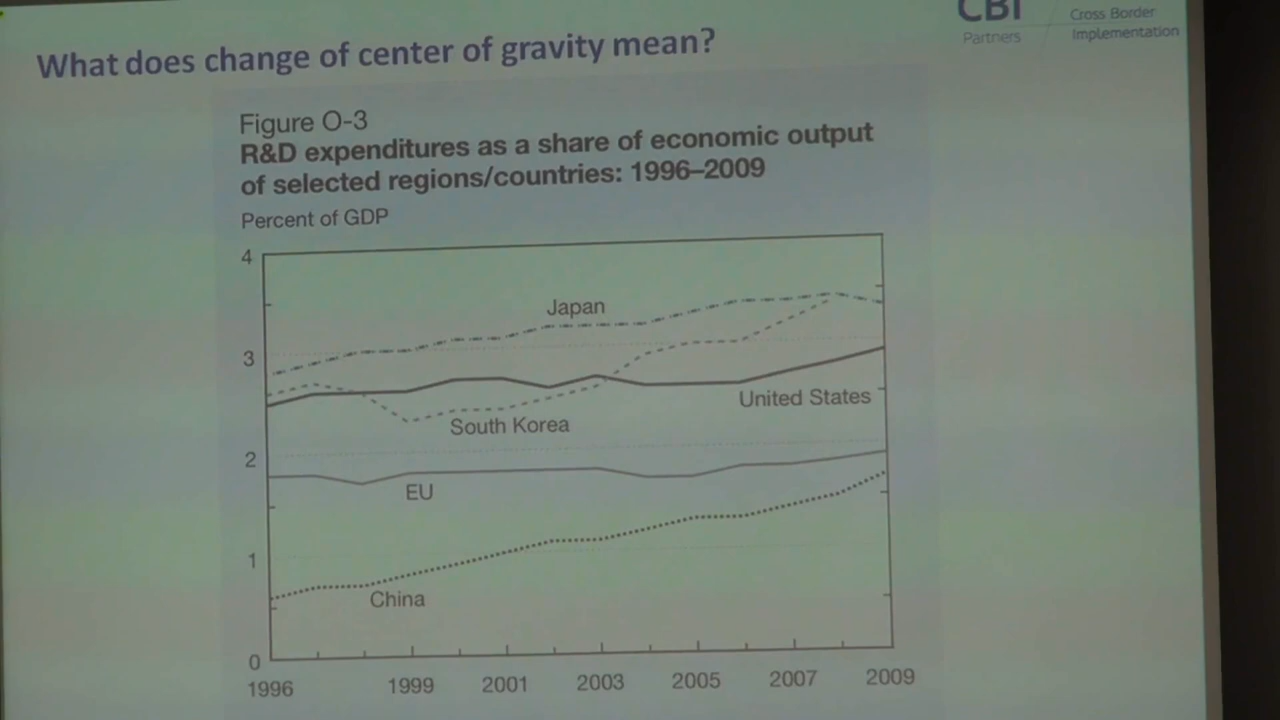 CBI
Partners
Cross Border
Implementation
What does change of center of gravity mean?
Figure O-3
R&D expenditures as a share of economic output
of selected regions/countries: 1996–2009
Percent of GDP
4
3
2
1
0
Japan
United States
South Korea
EU
China
1996 1999 2001 2003 2005 2007 2009